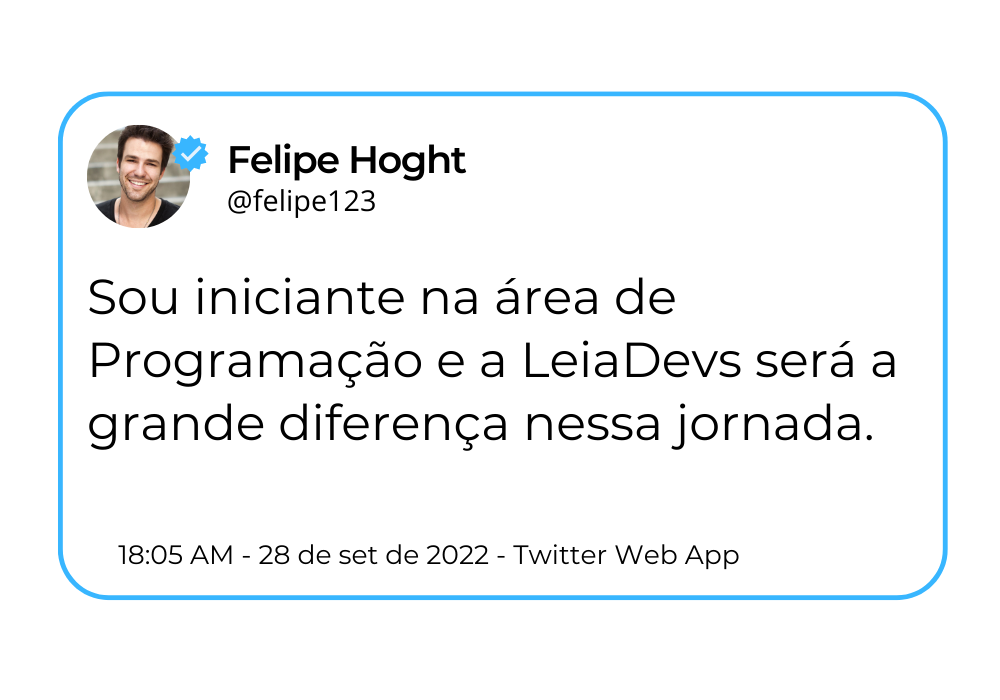 Felipe Hoght
@felipe123
Sou iniciante na área de
Programação e a LeiaDevs será a
grande diferença nessa jornada.
18:05 AM - 28 de set de 2022 - Twitter Web App